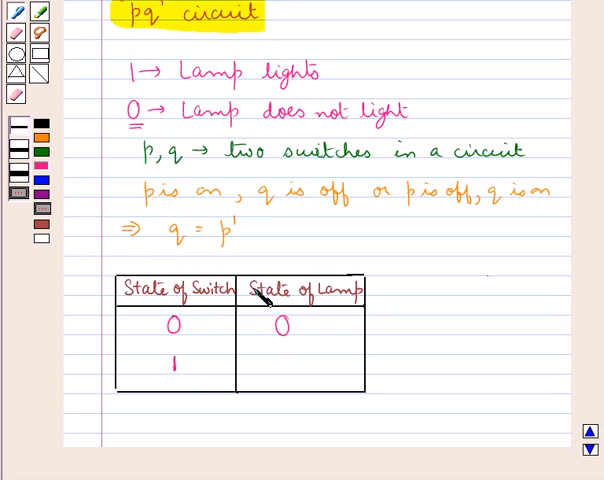 'pq' circuit
1 → Lamp lights
0 → Lamp does not light
p, q → two switches in a circuit
p is on, q is off or p is off, q is on
⇒ q = p'
State of Switch State of Lamp
0 0
1